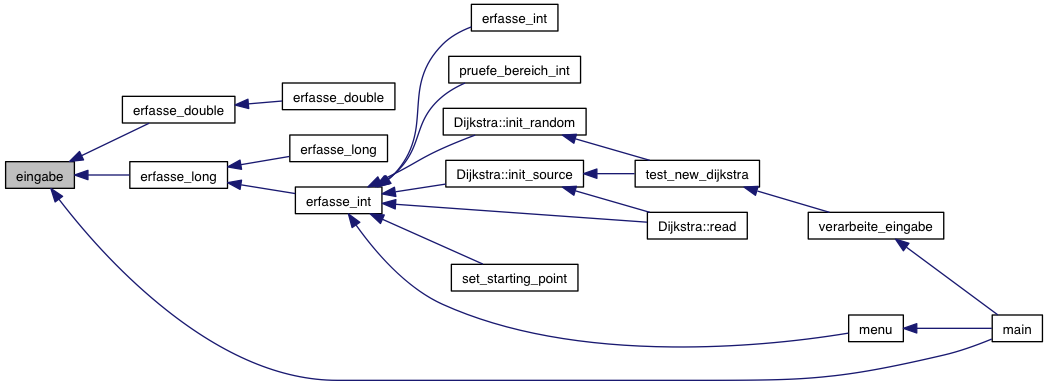 erfasse_int
pruefe_bereich_int
erfasse_double
erfasse_double
Dijkstra::init_random
erfasse_long
eingabe
erfasse_long
Dijkstra::init_source
test_new_dijkstra
erfasse_int
Dijkstra::read
verarbeite_eingabe
set_starting_point
menu
main